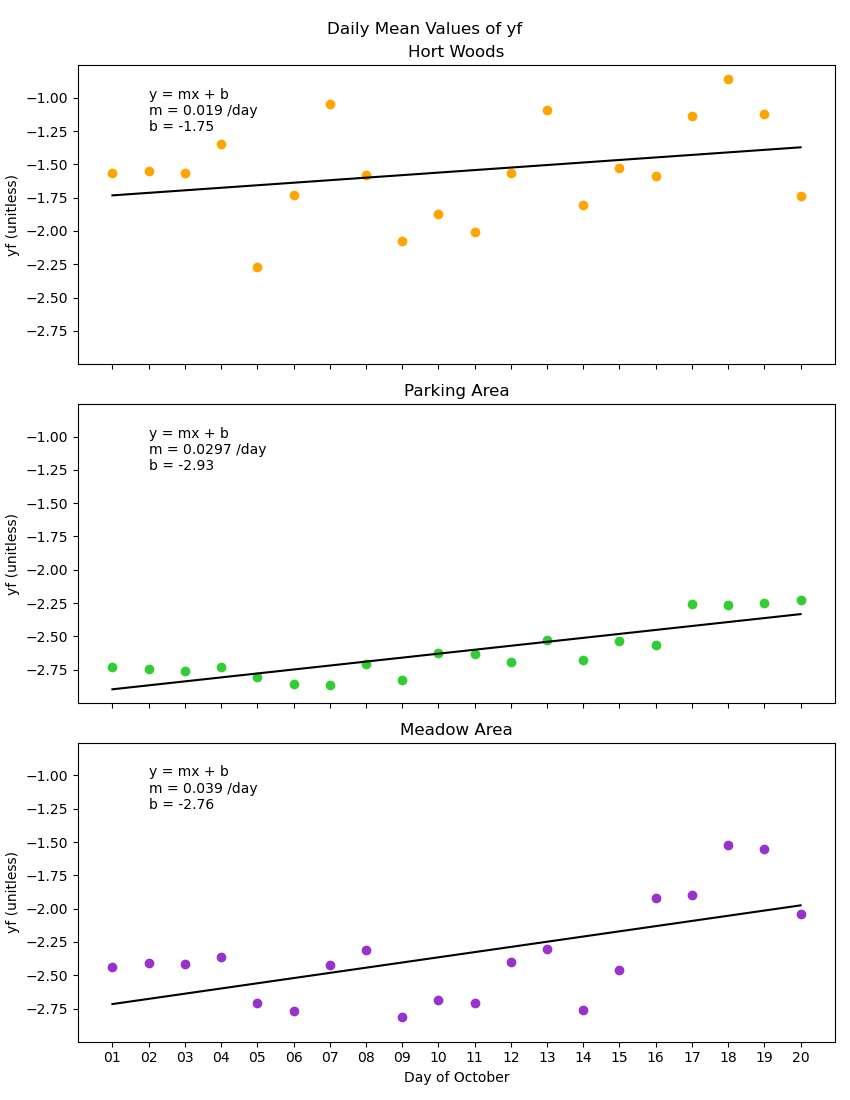 Daily Mean Values of yf
Hort Woods
y = mx + b
m = 0.019 /day
b = -1.75
−1.00
−1.25
−1.50
−1.75
−2.00
−2.25
−2.50
−2.75
yf (unitless)
Parking Area
y = mx + b
m = 0.0297 /day
b = -2.93
−1.00
−1.25
−1.50
−1.75
−2.00
−2.25
−2.50
−2.75
yf (unitless)
Meadow Area
y = mx + b
m = 0.039 /day
b = -2.76
−1.00
−1.25
−1.50
−1.75
−2.00
−2.25
−2.50
−2.75
yf (unitless)
01 02 03 04 05 06 07 08 09 10 11 12 13 14 15 16 17 18 19 20
Day of October